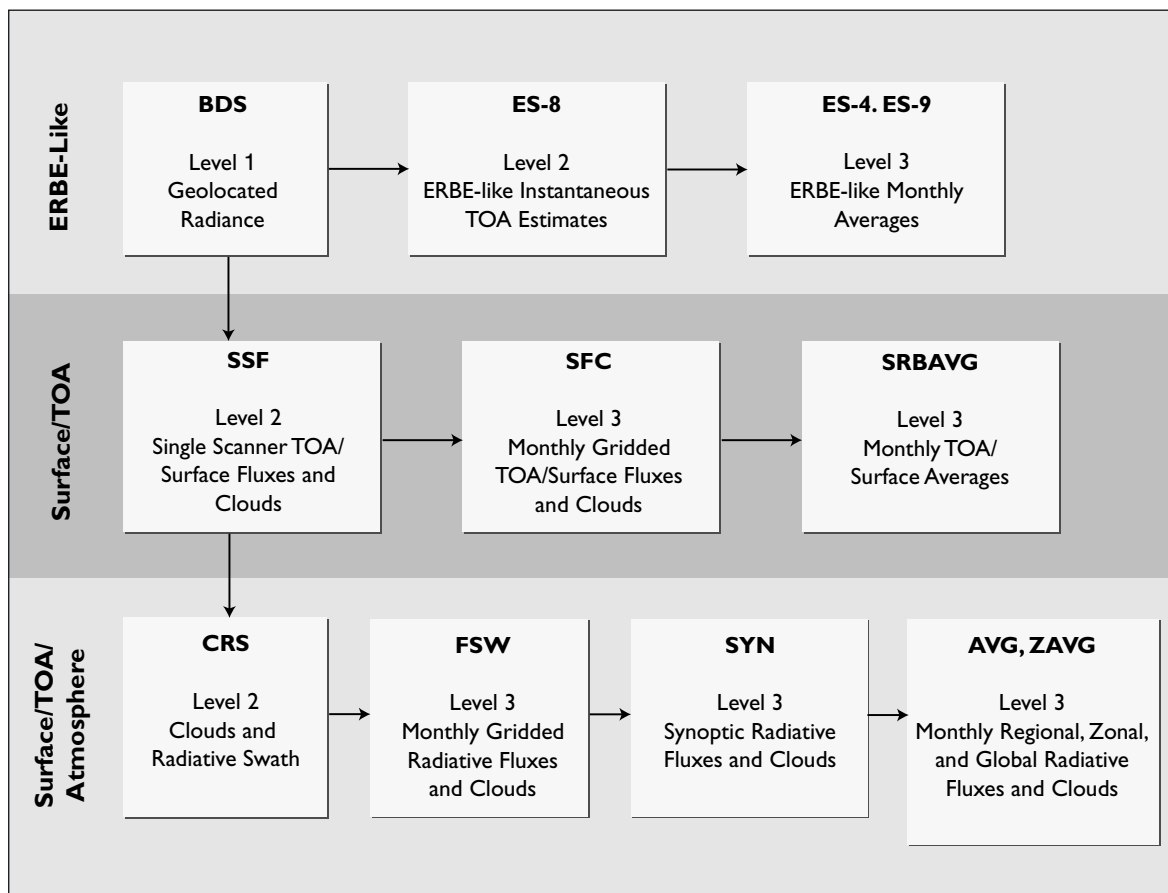 ERBE-Like
BDS
Level 1
Geolocated
Radiance
ES-8
Level 2
ERBE-like Instantaneous
TOA Estimates
ES-4. ES-9
Level 3
ERBE-like Monthly
Averages
Surface/TOA
SSF
Level 2
Single Scanner TOA/
Surface Fluxes and
Clouds
SFC
Level 3
Monthly Gridded
TOA/Surface Fluxes
and Clouds
SRBAVG
Level 3
Monthly TOA/
Surface Averages
Surface/TOA/
Atmosphere
CRS
Level 2
Clouds and
Radiative Swath
FSW
Level 3
Monthly Gridded
Radiative Fluxes
and Clouds
SYN
Level 3
Synoptic Radiative
Fluxes and Clouds
AVG, ZAVG
Level 3
Monthly Regional, Zonal,
and Global Radiative
Fluxes and Clouds